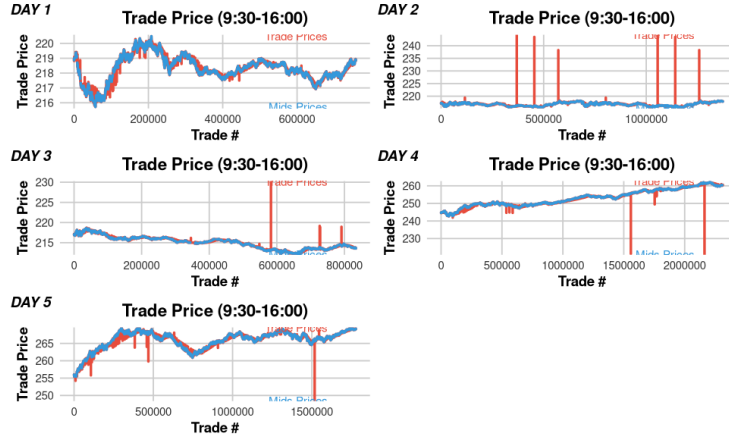 DAY 1
Trade Price (9:30-16:00)
Trade Prices
Trade Price
220
219
218
217
216
Mids Prices
0
200000
400000
600000
Trade #
DAY 2
Trade Price (9:30-16:00)
Trade Prices
Trade Price
240
235
230
225
220
Mids Prices
0
500000
1000000
Trade #
DAY 3
Trade Price (9:30-16:00)
Trade Prices
Trade Price
230
225
220
215
Mids Prices
0
200000
400000
600000
800000
Trade #
DAY 4
Trade Price (9:30-16:00)
Trade Prices
Trade Price
260
250
240
230
Mids Prices
0
500000
1000000
1500000
2000000
Trade #
DAY 5
Trade Price (9:30-16:00)
Trade Prices
Trade Price
265
260
255
250
Mids Prices
0
500000
1000000
1500000
Trade #